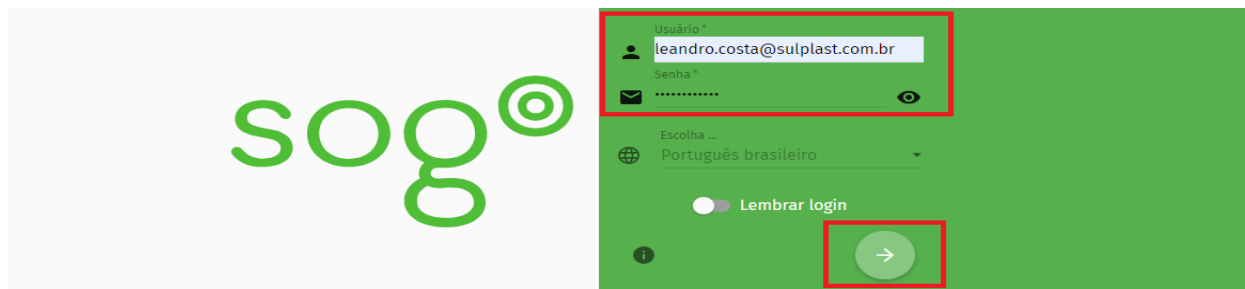 sogo
Usuário *
leandro.costa@sulplast.com.br
Senha *
••••••••••••
Escolha ...
Português brasileiro
Lembrar login